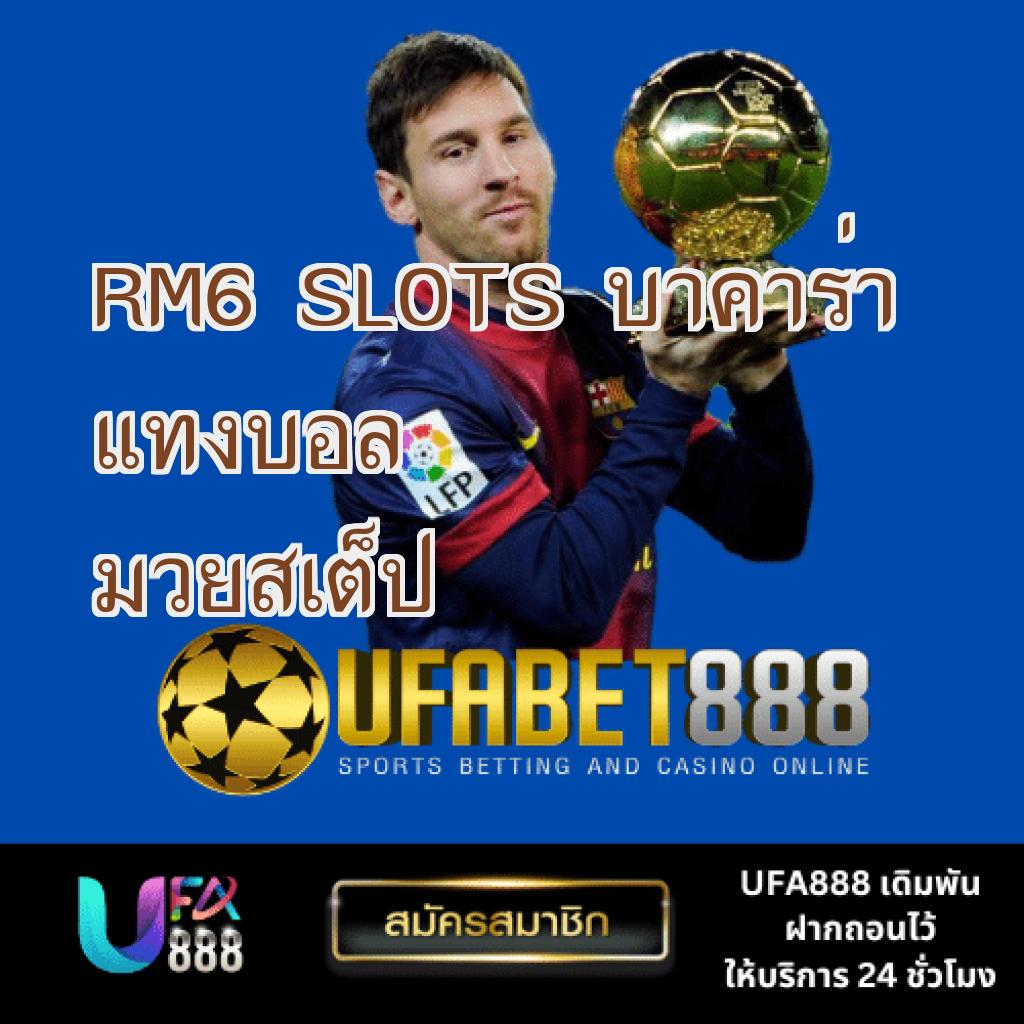 RM6 SLOTS บาคาร่า
แทงบอล
LFP
มวยสเต็ป
UFABET888
SPORTS BETTING AND CASINO ONLINE
UFA
888
สมัครสมาชิก
UFA888 เดิมพัน
ฝากถอนไว้
ให้บริการ 24 ชั่วโมง